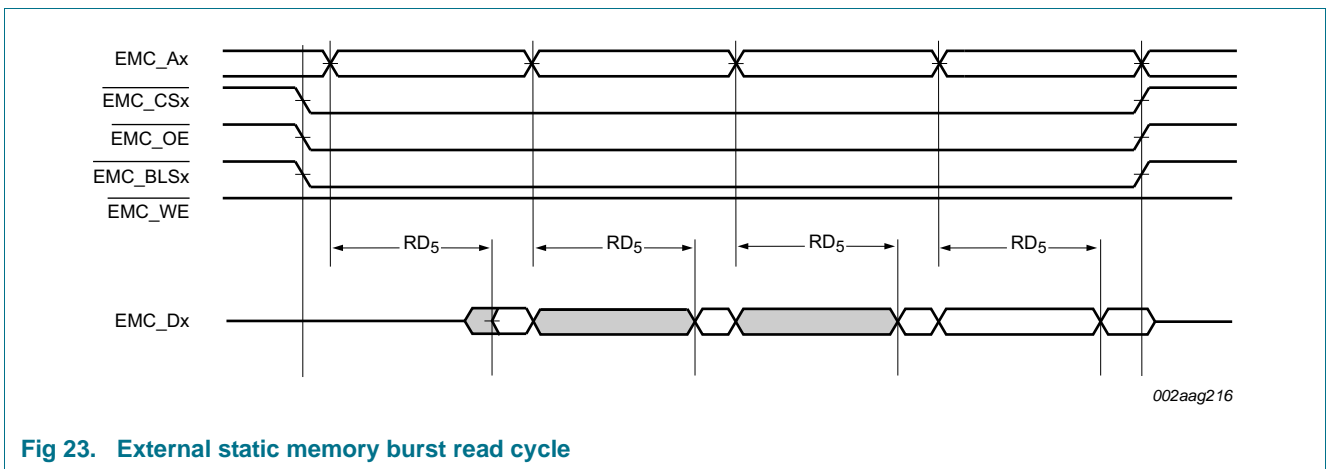 EMC_Ax
EMC_CSx
EMC_OE
EMC_BLSx
EMC_WE
RD5 RD5 RD5 RD5
EMC_Dx
002aag216
Fig 23. External static memory burst read cycle